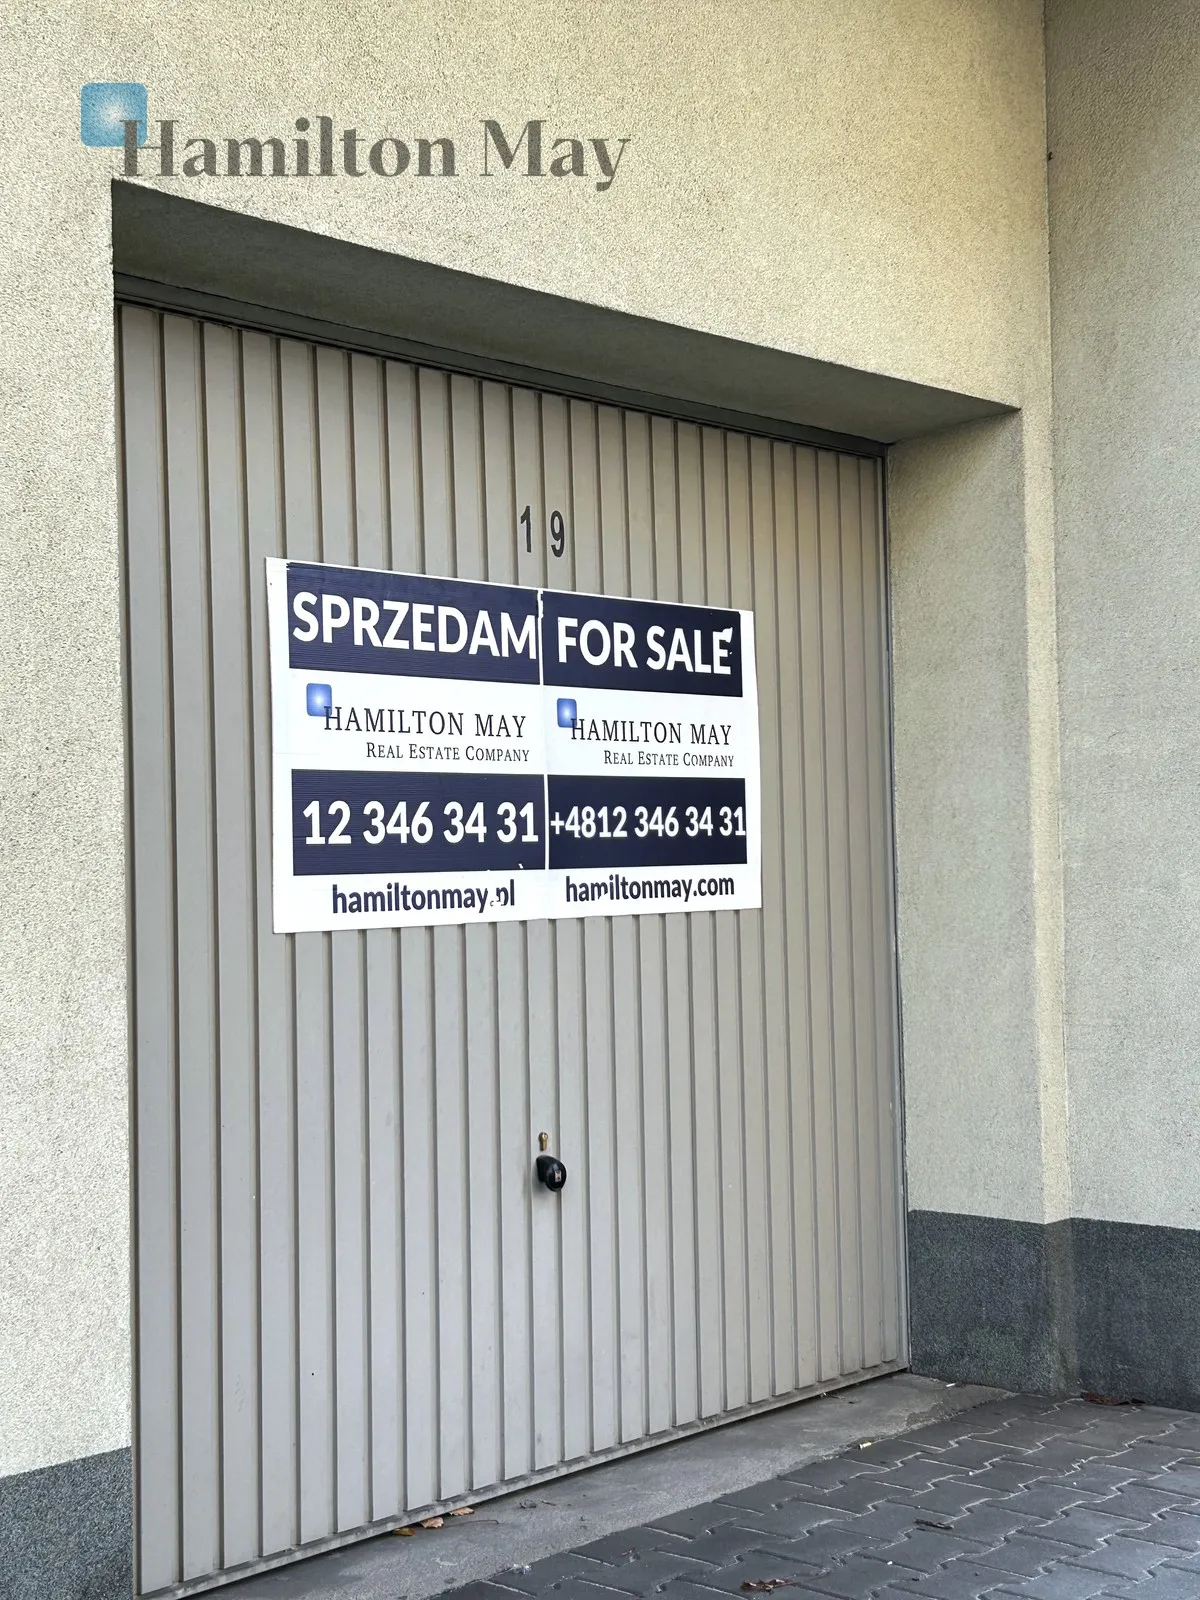 Hamilton May
19
SPRZEDAM
HAMILTON MAY
REAL ESTATE COMPANY
12 346 34 31
hamiltonmay.pl
FOR SALE
HAMILTON MAY
REAL ESTATE COMPANY
+4812 346 34 31
hamiltonmay.com